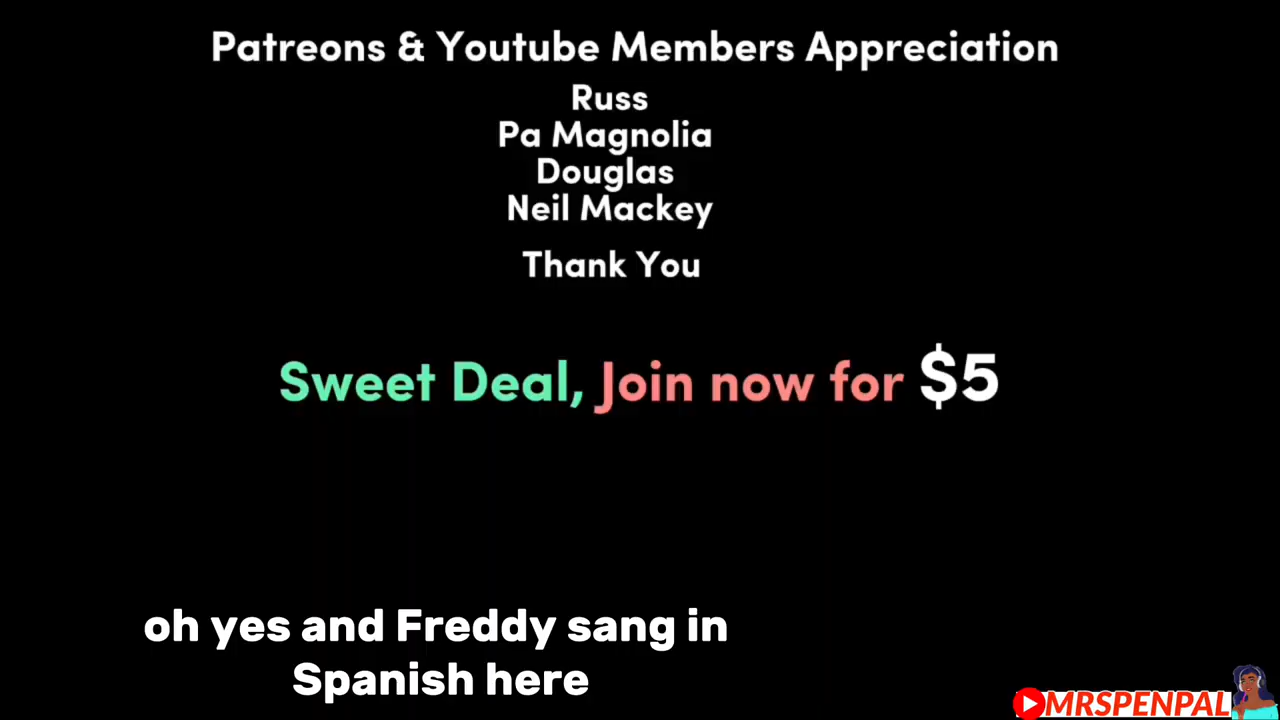 Patreons & Youtube Members Appreciation
Russ
Pa Magnolia
Douglas
Neil Mackey
Thank You
Sweet Deal, Join now for $5
oh yes and Freddy sang in
Spanish here
MRSPENPAL